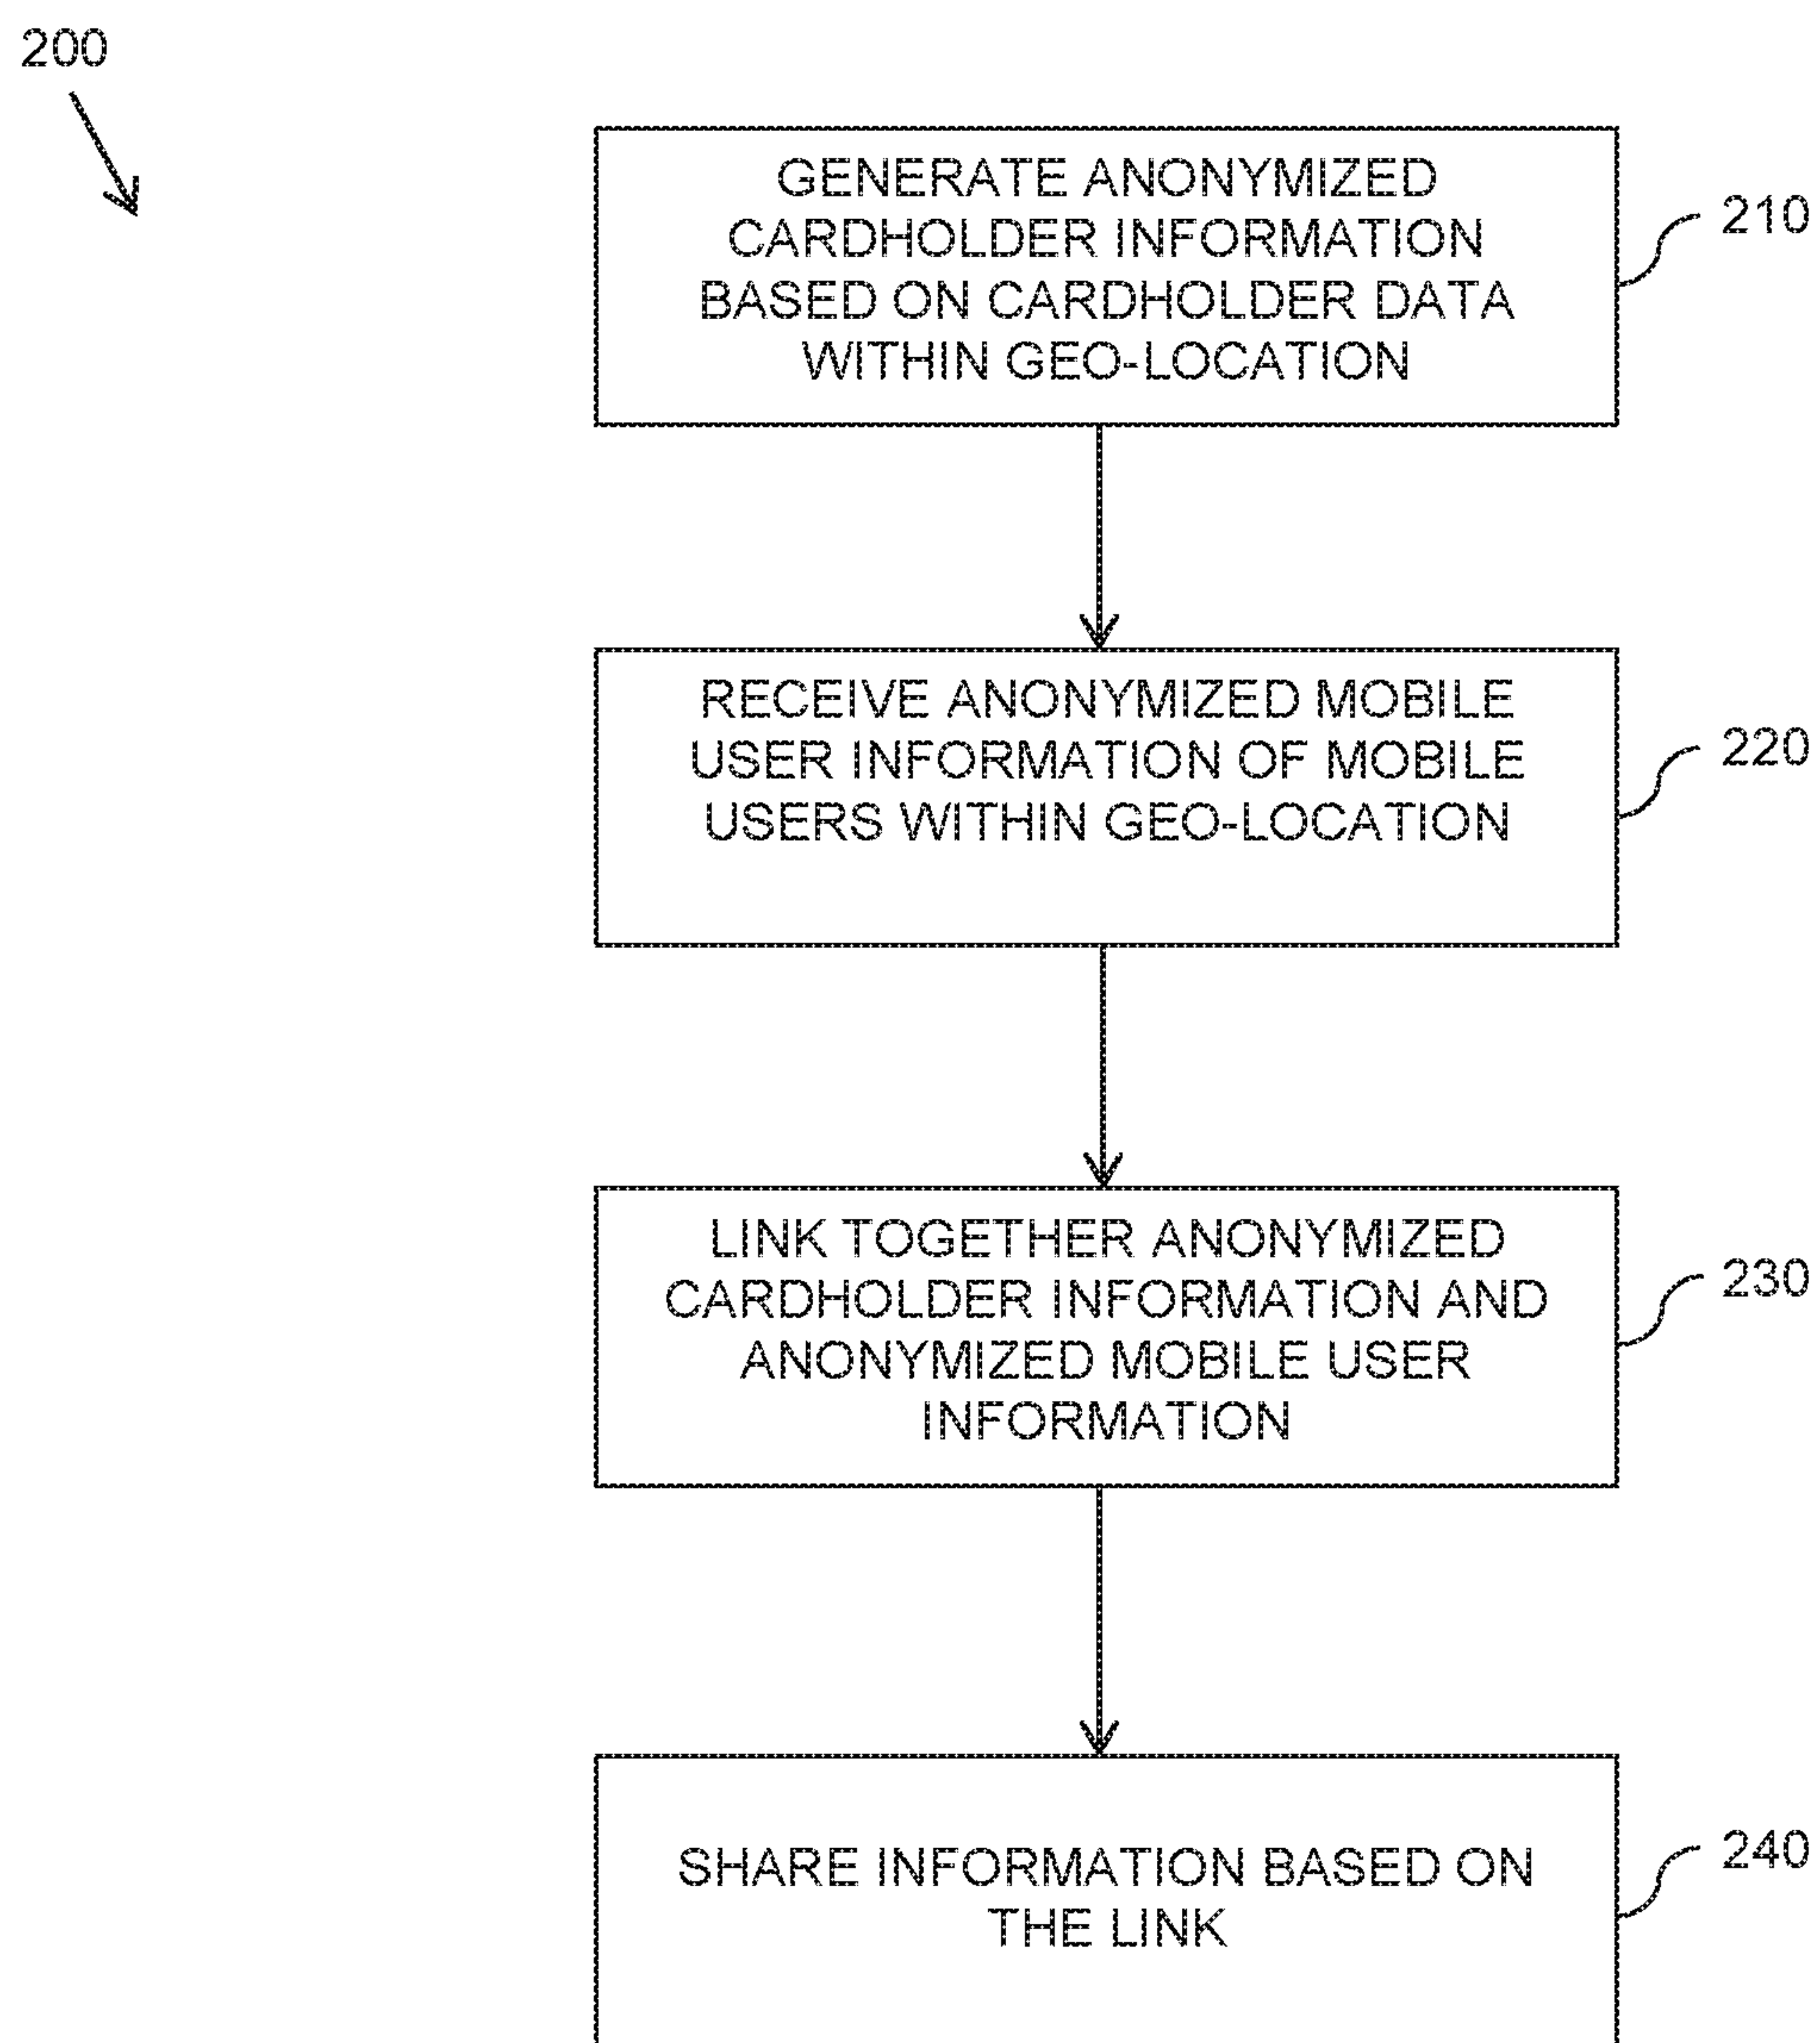 200
GENERATE ANONYMIZED
CARDHOLDER INFORMATION
BASED ON CARDHOLDER DATA
WITHIN GEO-LOCATION
210
RECEIVE ANONYMIZED MOBILE
USER INFORMATION OF MOBILE
USERS WITHIN GEO-LOCATION
220
LINK TOGETHER ANONYMIZED
CARDHOLDER INFORMATION AND
ANONYMIZED MOBILE USER
INFORMATION
230
SHARE INFORMATION BASED ON
THE LINK
240